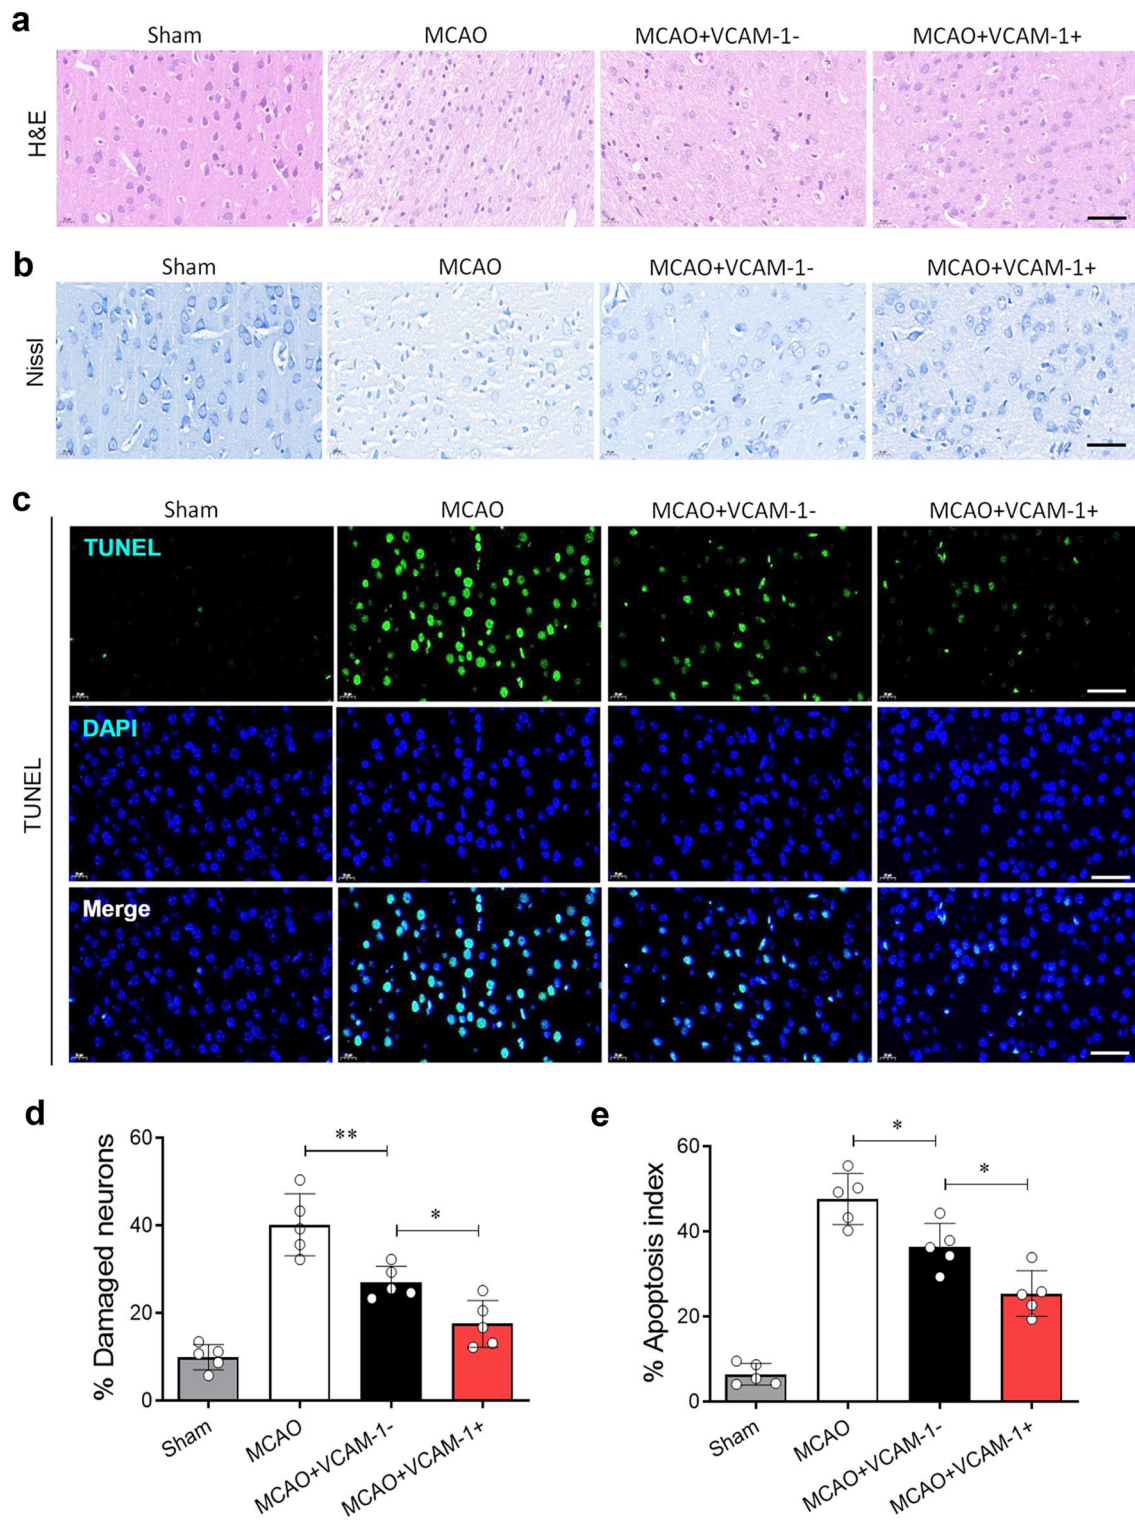 a
Sham MCAO MCAO+VCAM-1- MCAO+VCAM-1+
H&E
b
Sham MCAO MCAO+VCAM-1- MCAO+VCAM-1+
Nissl
c
Sham MCAO MCAO+VCAM-1- MCAO+VCAM-1+
TUNEL
DAPI
Merge
TUNEL
d
% Damaged neurons
60
40
20
0
**
*
Sham
MCAO
MCAO+VCAM-1-
MCAO+VCAM-1+
e
% Apoptosis index
60
40
20
0
*
*
Sham
MCAO
MCAO+VCAM-1-
MCAO+VCAM-1+